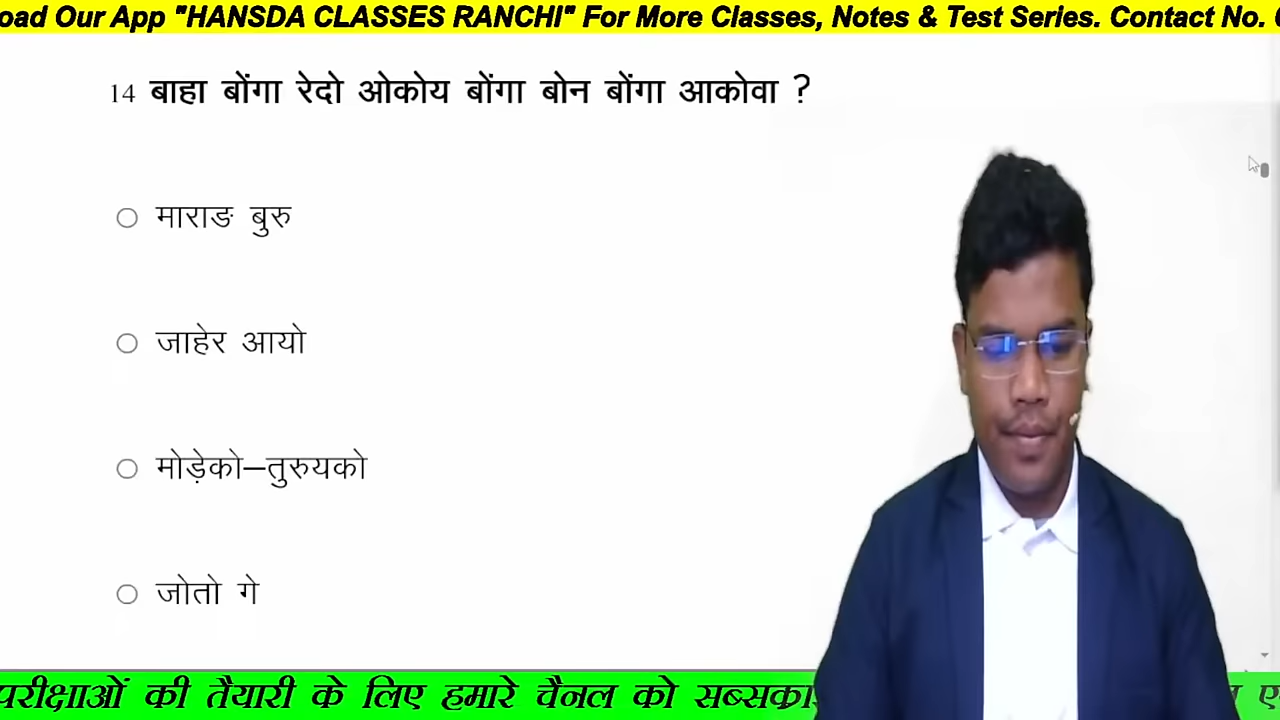 oad Our App "HANSDA CLASSES RANCHI" For More Classes, Notes & Test Series. Contact No.
14 बाहा बोंगा रेदो ओकोय बोंगा बोन बोंगा आकोवा ?
माराङ बुरु
जाहेर आयो
मोड़ेको–तुरुयको
जोतो गे
परीक्षाओं की तैयारी के लिए हमारे चैनल को सब्सक्रा